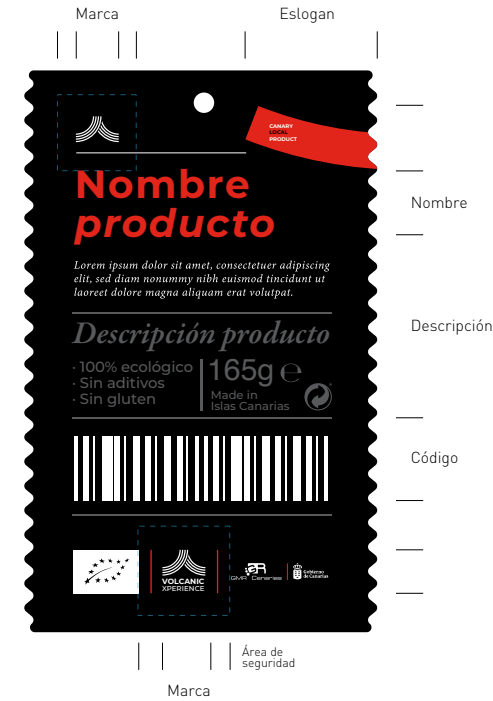 Marca
Eslogan
CANARY
LOCAL
PRODUCT
Nombre
producto
Nombre
Lorem ipsum dolor sit amet, consectetuer adipiscing
elit, sed diam nonummy nibh euismod tincidunt ut
laoreet dolore magna aliquam erat volutpat.
Descripción producto
Descripción
· 100% ecológico
· Sin aditivos
· Sin gluten
165g ℮
Made in
Islas Canarias
Código
VOLCANIC
XPERIENCE
GMR Canarias
Gobierno
de Canarias
Área de
seguridad
Marca